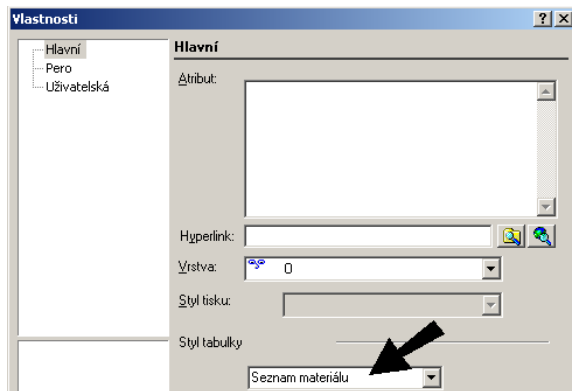 Vlastnosti
Hlavní
Pero
Uživatelská
Hlavní
Atribut:
Hyperlink:
Vrstva: 0
Styl tisku:
Styl tabulky
Seznam materiálu